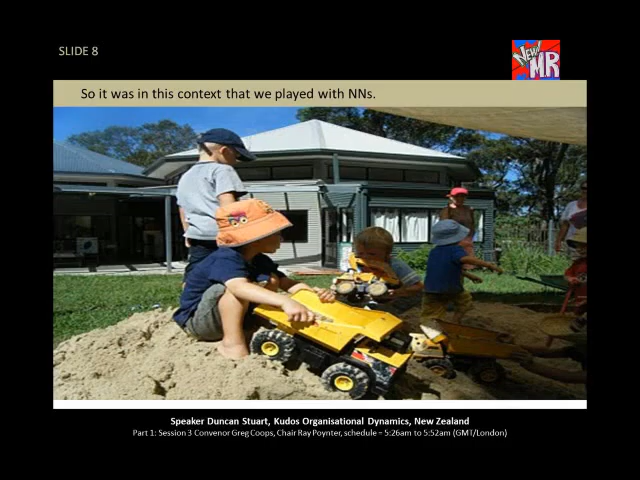 SLIDE 8
New!
MR
So it was in this context that we played with NNs.
Speaker Duncan Stuart, Kudos Organisational Dynamics, New Zealand
Part 1: Session 3 Convenor Greg Coops, Chair Ray Poynter, schedule = 5:26am to 5:52am (GMT/London)